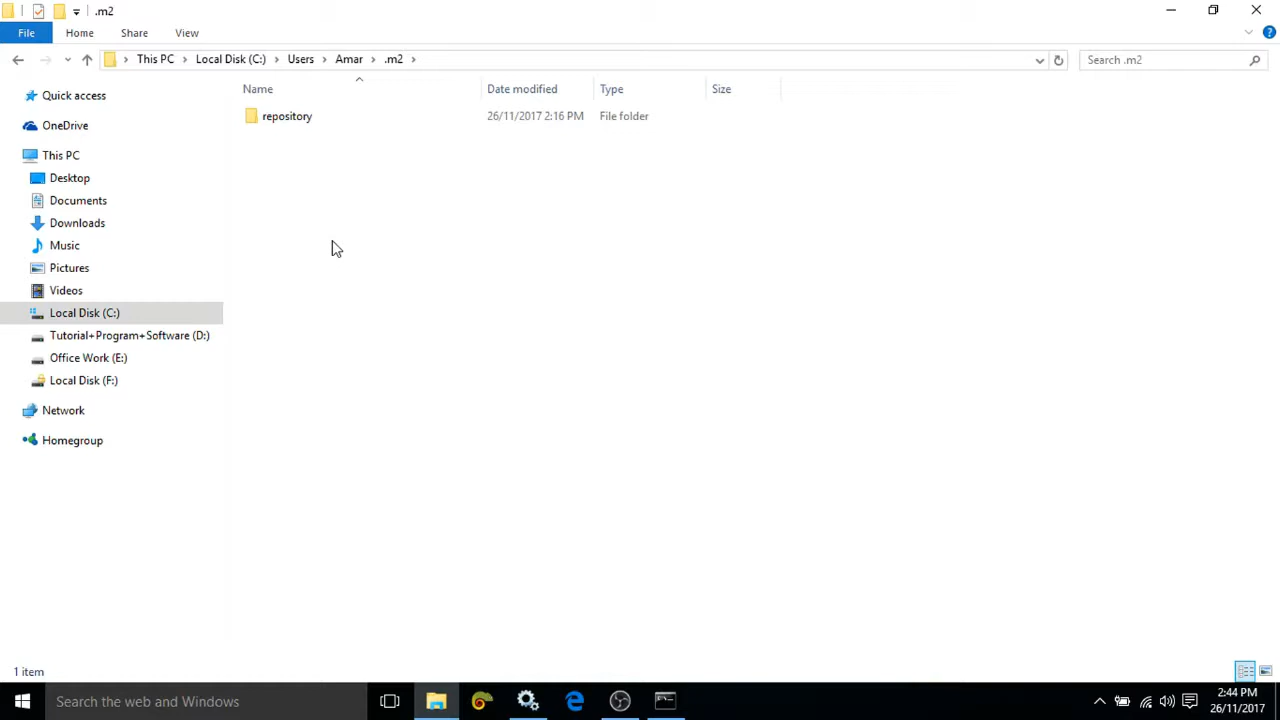 .m2
File Home Share View
This PC Local Disk (C:) Users Amar .m2 Search .m2
Name Date modified Type Size
repository 26/11/2017 2:16 PM File folder
Quick access
OneDrive
This PC
Desktop
Documents
Downloads
Music
Pictures
Videos
Local Disk (C:)
Tutorial+Program+Software (D:)
Office Work (E:)
Local Disk (F:)
Network
Homegroup
1 item
Search the web and Windows
2:44 PM
26/11/2017